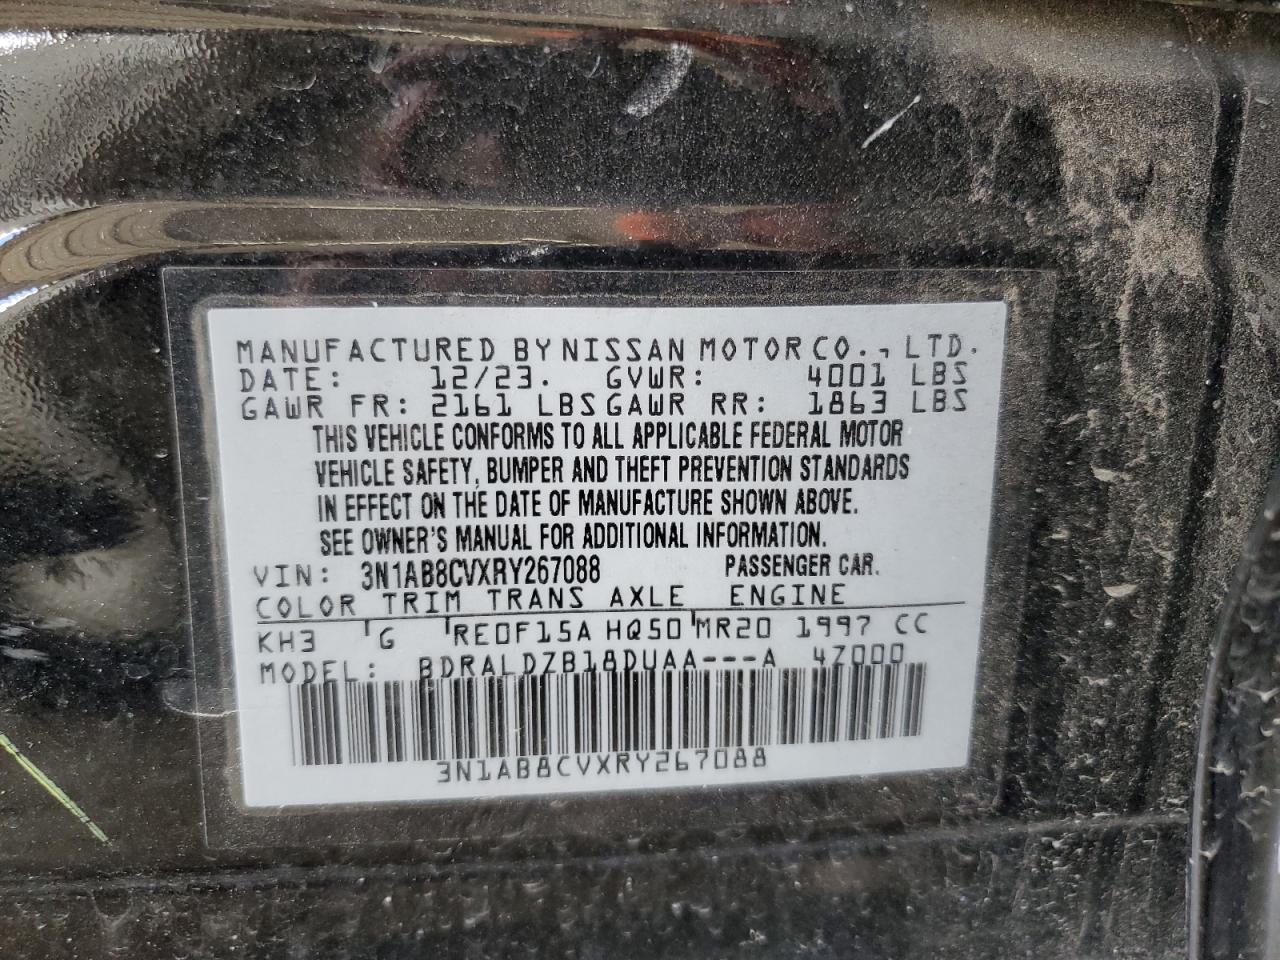 MANUFACTURED BY NISSAN MOTOR CO., LTD.
DATE: 12/23. GVWR: 4001 LBS
GAWR FR: 2161 LBS GAWR RR: 1863 LBS
THIS VEHICLE CONFORMS TO ALL APPLICABLE FEDERAL MOTOR
VEHICLE SAFETY, BUMPER AND THEFT PREVENTION STANDARDS
IN EFFECT ON THE DATE OF MANUFACTURE SHOWN ABOVE.
SEE OWNER'S MANUAL FOR ADDITIONAL INFORMATION.
VIN: 3N1AB8CVXRY267088 PASSENGER CAR.
COLOR TRIM TRANS AXLE ENGINE
KH3 G RE0F15A HQ50 MR20 1997 CC
MODEL: BDRALDZB18DUAA---A 4Z000
3N1AB8CVXRY267088